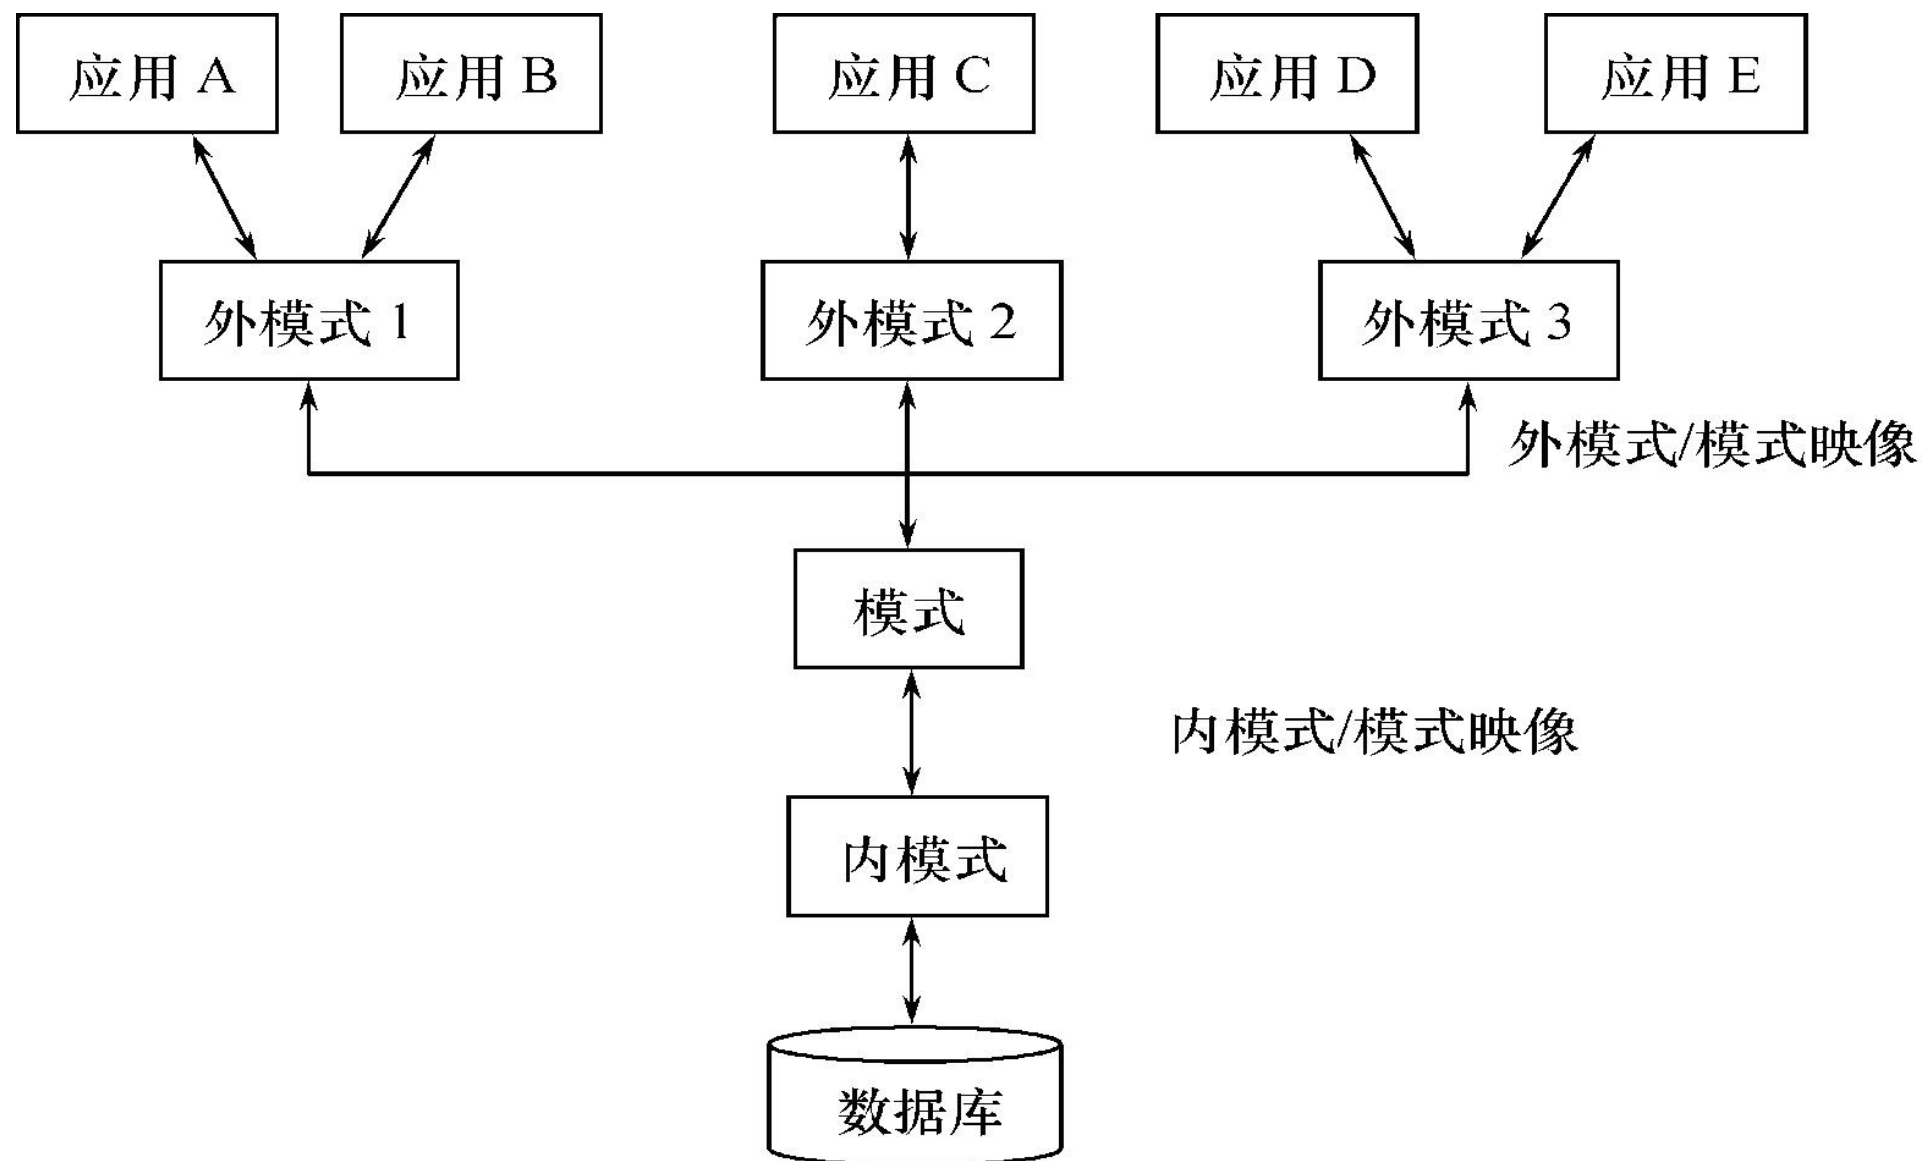 应用 A
应用 B
应用 C
应用 D
应用 E
外模式 1
外模式 2
外模式 3
外模式/模式映像
模式
内模式/模式映像
内模式
数据库